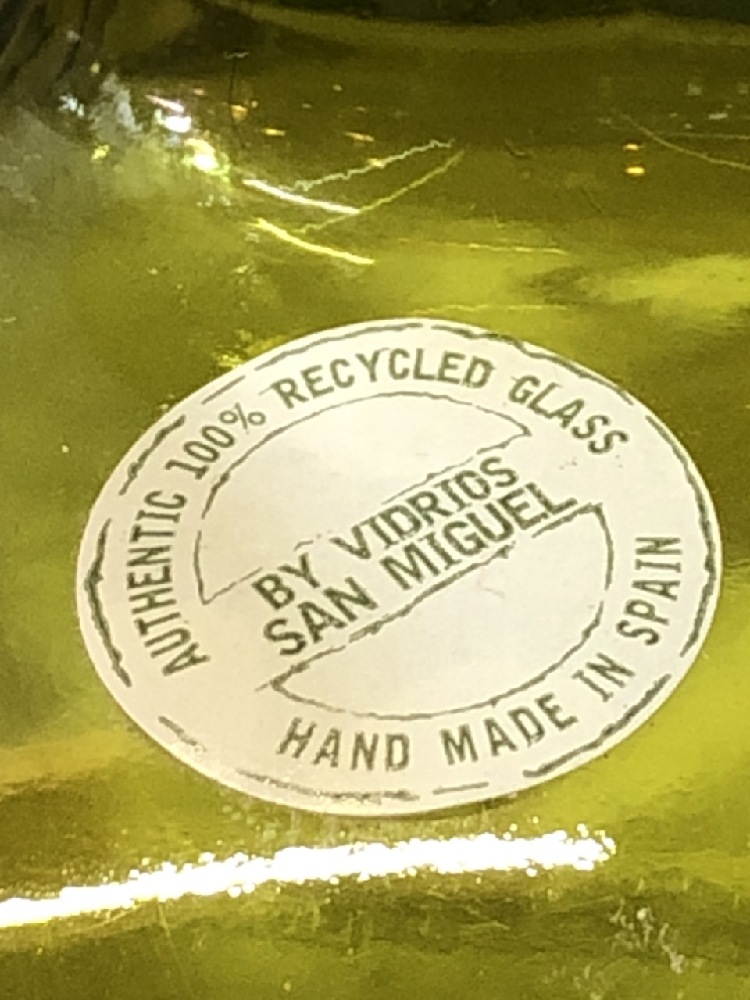 AUTHENTIC 100% RECYCLED GLASS
BY VIDRIOS
SAN MIGUEL
HAND MADE IN SPAIN